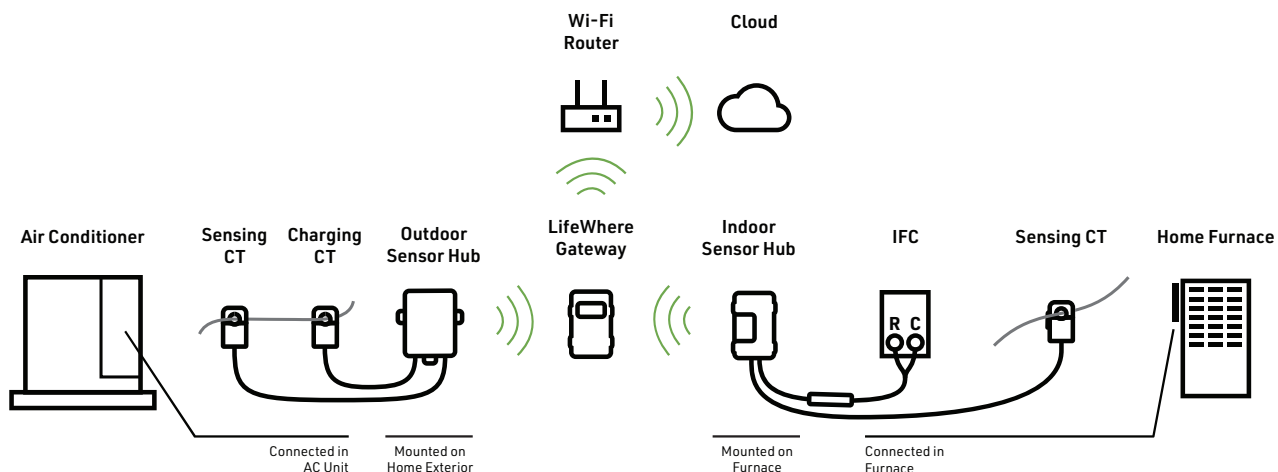 Wi-Fi
Router
Cloud
Air Conditioner
Sensing
CT
Charging
CT
Outdoor
Sensor Hub
LifeWhere
Gateway
Indoor
Sensor Hub
IFC
Sensing CT
Home Furnace
R C
Connected in
AC Unit
Mounted on
Home Exterior
Mounted on
Furnace
Connected in
Furnace